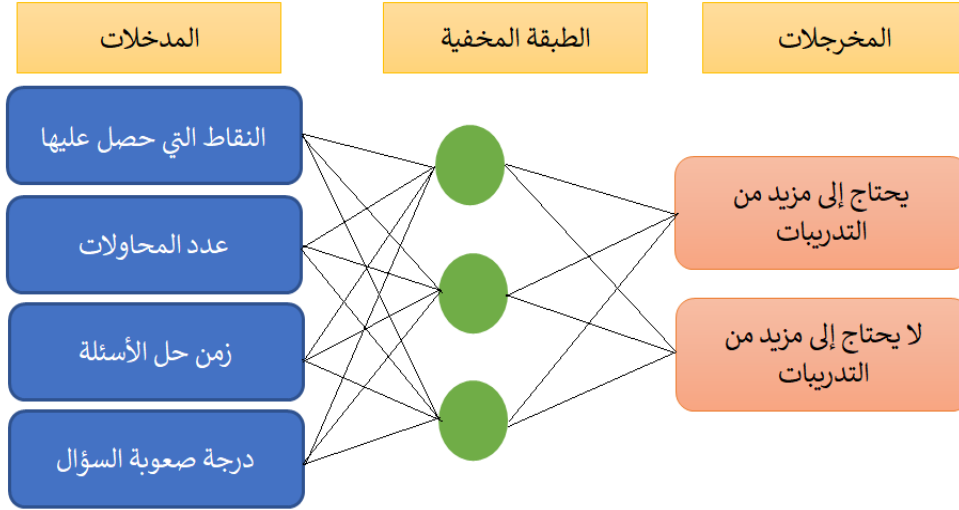 المدخلات
الطبقة المخفية
المخرجلات
النقاط التي حصل عليها
عدد المحاولات
زمن حل الأسئلة
درجة صعوبة السؤال
يحتاج إلى مزيد من
التدريبات
لا يحتاج إلى مزيد من
التدريبات